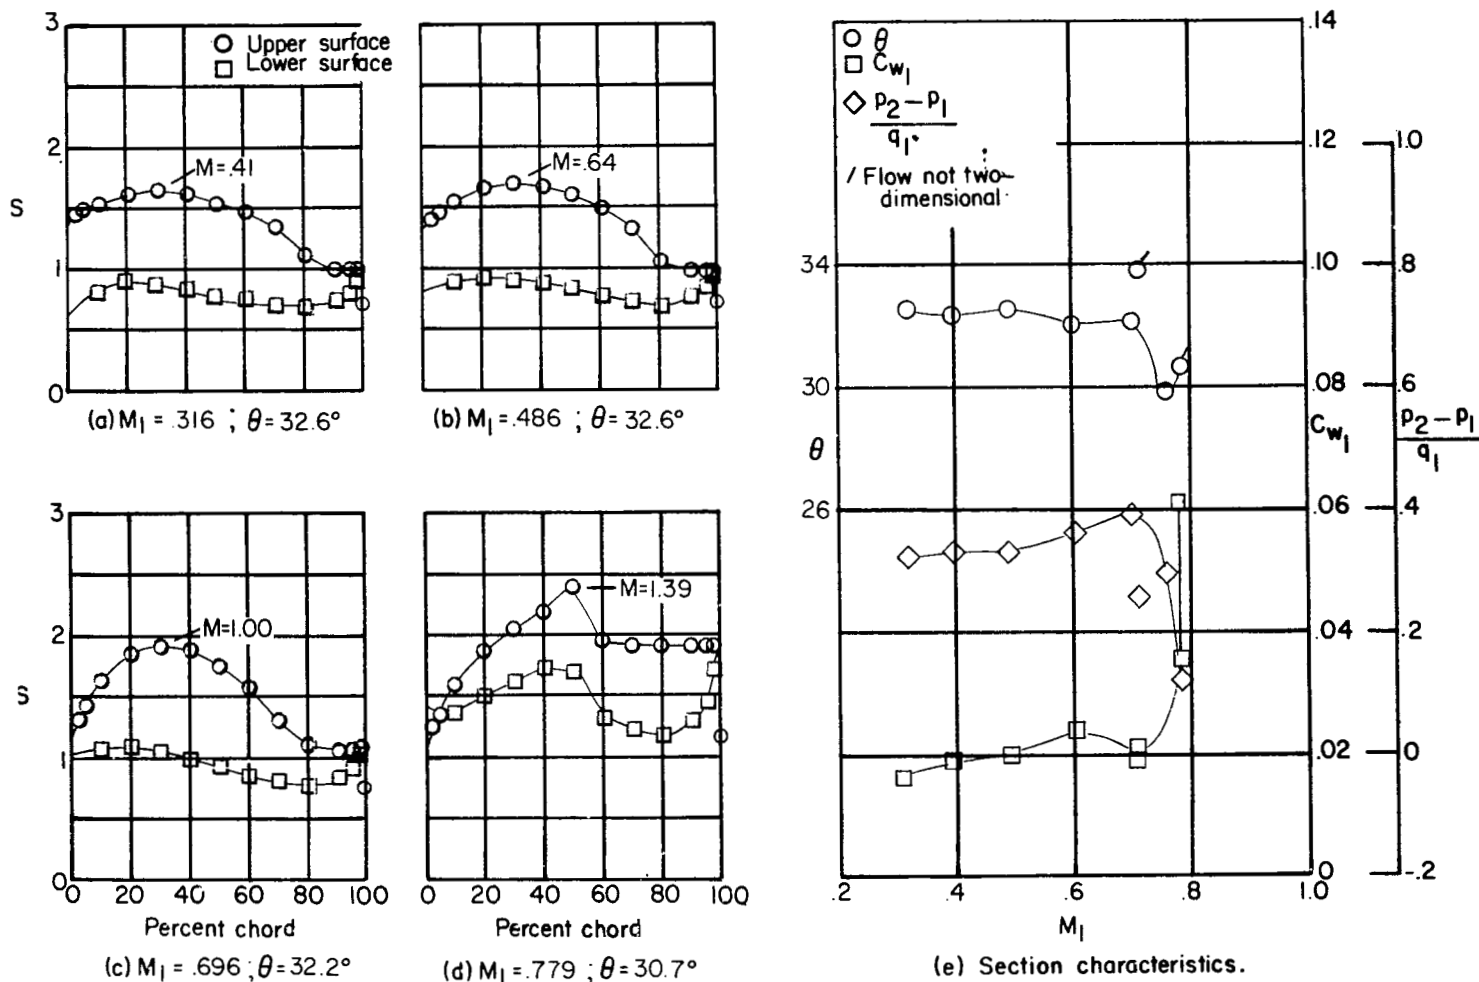 3
2
S
1
0
○ Upper surface
□ Lower surface
M=.41
(a) M₁ = .316 ; θ = 32.6°
M=.64
(b) M₁ = .486 ; θ = 32.6°
3
2
S
1
0
M=1.00
0 20 40 60 80 100
Percent chord
(c) M₁ = .696 ; θ = 32.2°
M=1.39
0 20 40 60 80 100
Percent chord
(d) M₁ = .779 ; θ = 30.7°
○ θ
□ Cw₁
◇ p₂ – p₁
q₁
/ Flow not two-
dimensional
34
30
θ
26
.14
.12
.10
.08
Cw₁
.06
.04
.02
.0
1.0
.8
.6
p₂ – p₁
q₁
.4
.2
0
-.2
.2 .4 .6 .8 1.0
M₁
(e) Section characteristics.